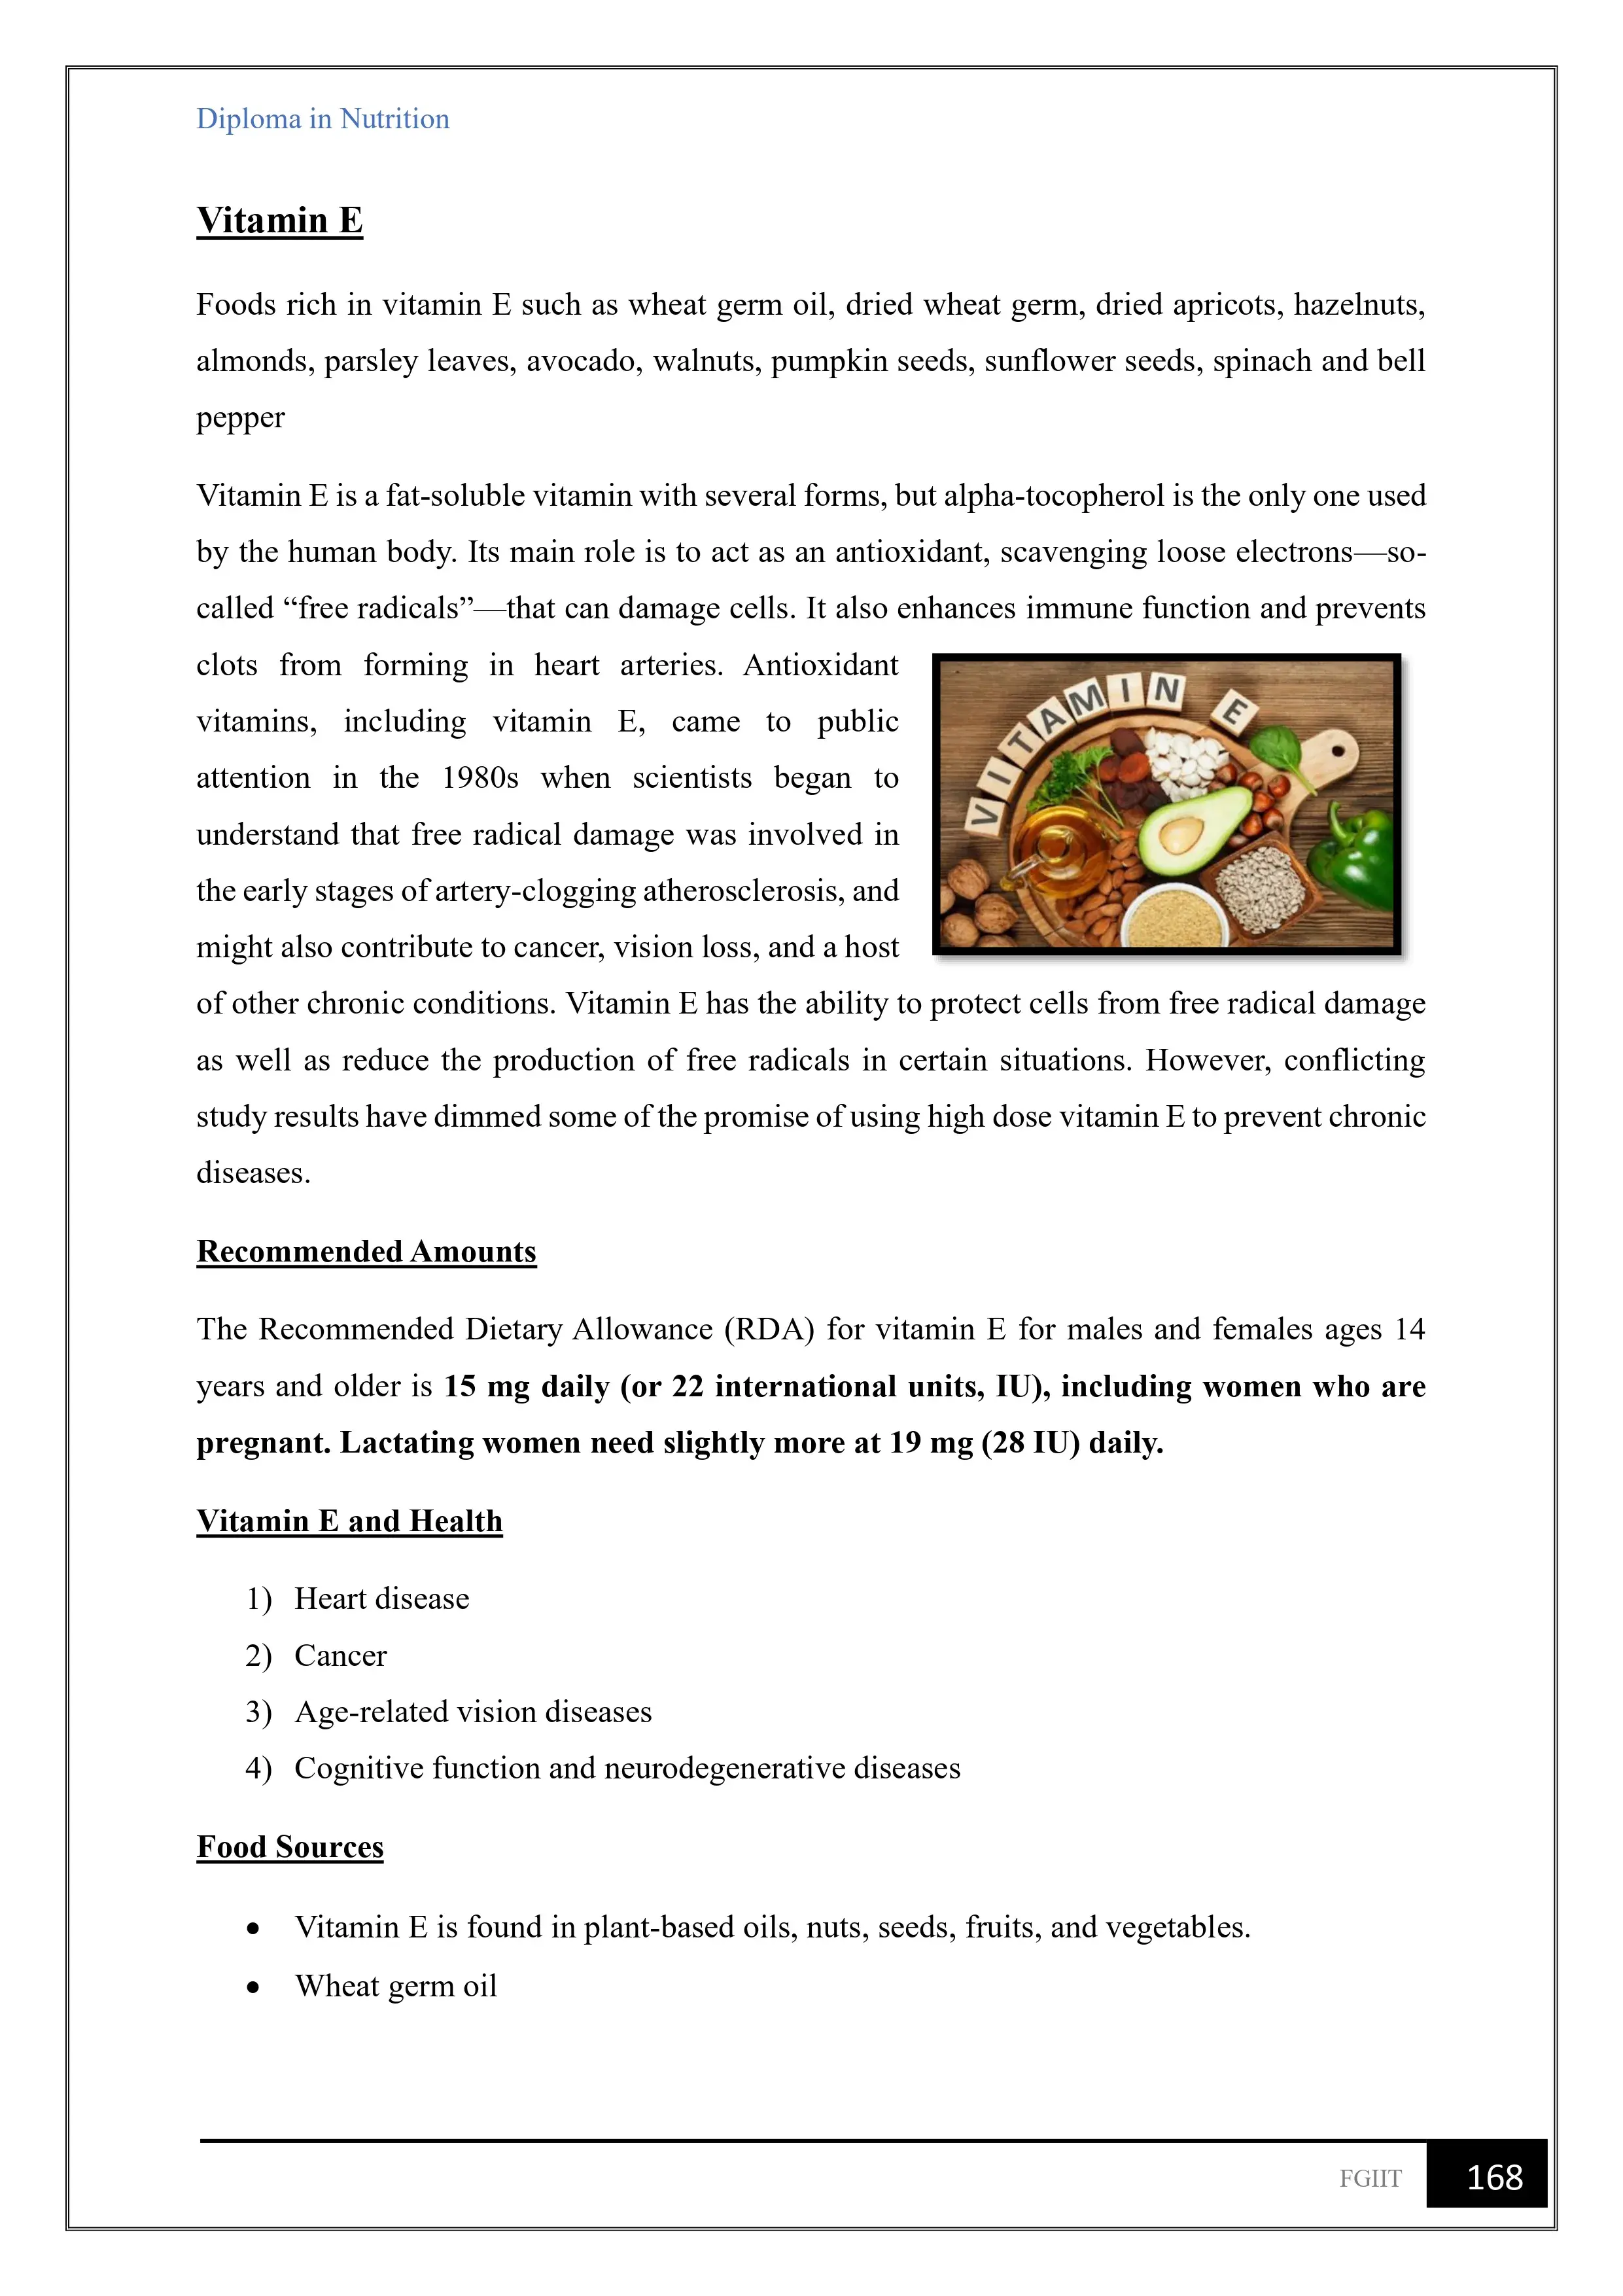 Diploma in Nutrition
Vitamin E
Foods rich in vitamin E such as wheat germ oil, dried wheat germ, dried apricots, hazelnuts,
almonds, parsley leaves, avocado, walnuts, pumpkin seeds, sunflower seeds, spinach and bell
pepper
Vitamin E is a fat-soluble vitamin with several forms, but alpha-tocopherol is the only one used
by the human body. Its main role is to act as an antioxidant, scavenging loose electrons—so-
called “free radicals”—that can damage cells. It also enhances immune function and prevents
clots from forming in heart arteries. Antioxidant
vitamins, including vitamin E, came to public
attention in the 1980s when scientists began to
understand that free radical damage was involved in
the early stages of artery-clogging atherosclerosis, and
might also contribute to cancer, vision loss, and a host
VITAMIN E
of other chronic conditions. Vitamin E has the ability to protect cells from free radical damage
as well as reduce the production of free radicals in certain situations. However, conflicting
study results have dimmed some of the promise of using high dose vitamin E to prevent chronic
diseases.
Recommended Amounts
The Recommended Dietary Allowance (RDA) for vitamin E for males and females ages 14
years and older is 15 mg daily (or 22 international units, IU), including women who are
pregnant. Lactating women need slightly more at 19 mg (28 IU) daily.
Vitamin E and Health
1) Heart disease
2) Cancer
3) Age-related vision diseases
4) Cognitive function and neurodegenerative diseases
Food Sources
• Vitamin E is found in plant-based oils, nuts, seeds, fruits, and vegetables.
• Wheat germ oil
FGIIT 168